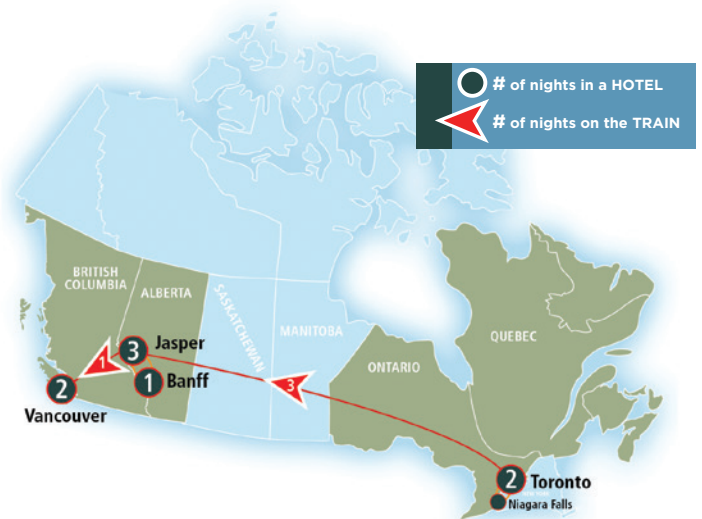 # of nights in a HOTEL
# of nights on the TRAIN
BRITISH
COLUMBIA
ALBERTA
SASKATCHEWAN
MANITOBA
ONTARIO
QUEBEC
1
3
Jasper
1
Banff
2
Vancouver
3
2
Toronto
Niagara Falls